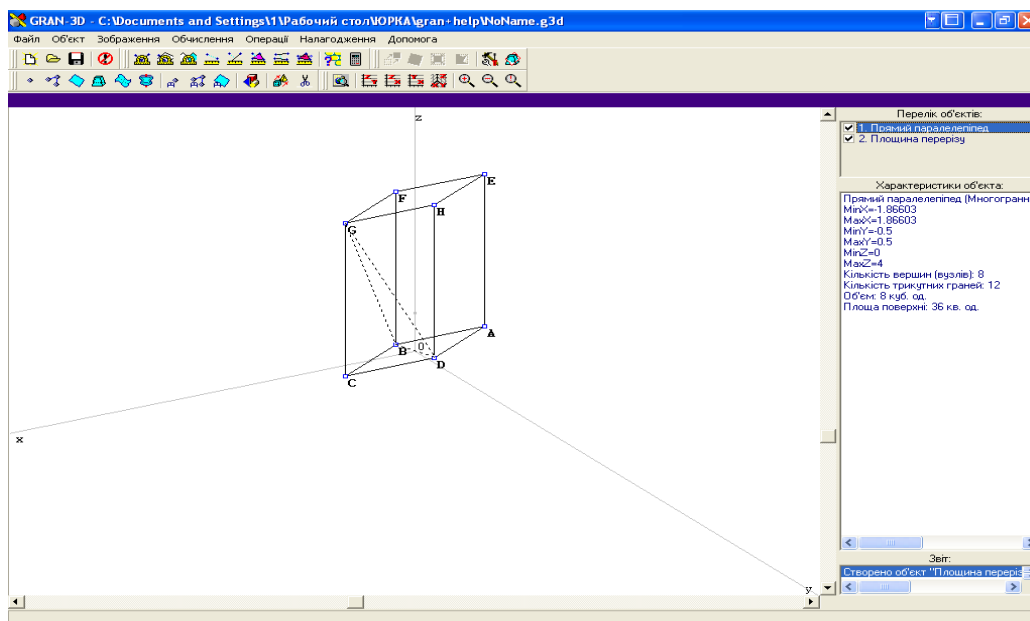 GRAN-3D - C:\Documents and Settings\1\Рабочий стол\ЮРКА\gran+help\NoName.g3d
Файл Об'єкт Зображення Обчислення Операції Налагодження Допомога
z
Перелік об'єктів:
1. Прямий паралелепіпед
2. Площина перерізу
Характеристики об'єкта:
Прямий паралелепіпед (Многогранн
MinX=-1.86603
MaxX=1.86603
MinY=-0.5
MaxY=0.5
MinZ=0
MaxZ=4
Кількість вершин (вузлів): 8
Кількість трикутних граней: 12
Об'єм: 8 куб. од.
Площа поверхні: 36 кв. од.
E
F
H
G
A
B
0
D
C
x
y
Звіт:
Створено об'єкт "Площина переріз